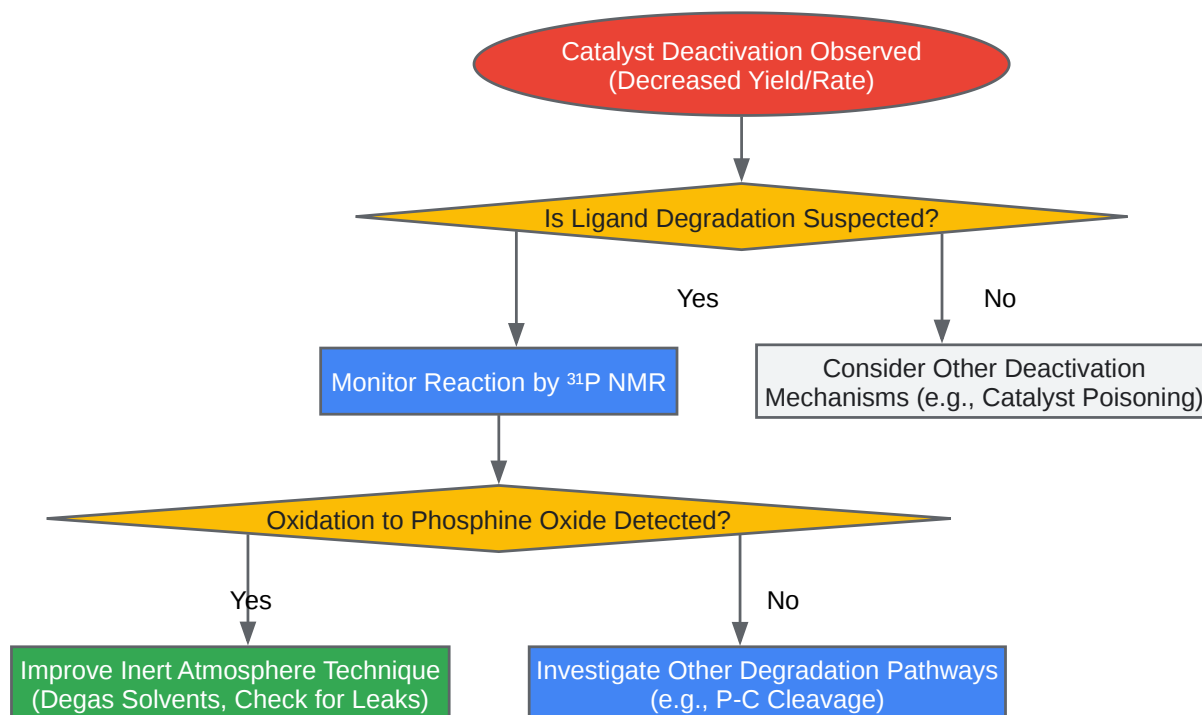 Catalyst Deactivation Observed
(Decreased Yield/Rate)
Is Ligand Degradation Suspected?
Yes
No
Monitor Reaction by ³¹P NMR
Consider Other Deactivation
Mechanisms (e.g., Catalyst Poisoning)
Oxidation to Phosphine Oxide Detected?
Yes
No
Improve Inert Atmosphere Technique
(Degas Solvents, Check for Leaks)
Investigate Other Degradation Pathways
(e.g., P-C Cleavage)